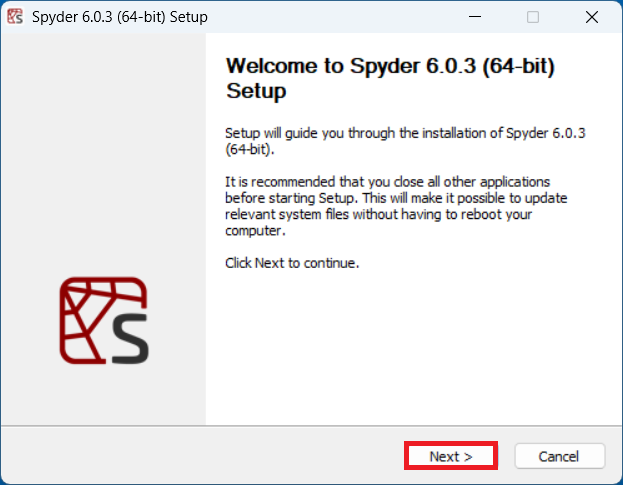 Spyder 6.0.3 (64-bit) Setup
Welcome to Spyder 6.0.3 (64-bit)
Setup
Setup will guide you through the installation of Spyder 6.0.3
(64-bit).
It is recommended that you close all other applications
before starting Setup. This will make it possible to update
relevant system files without having to reboot your
computer.
Click Next to continue.
S
Next >
Cancel